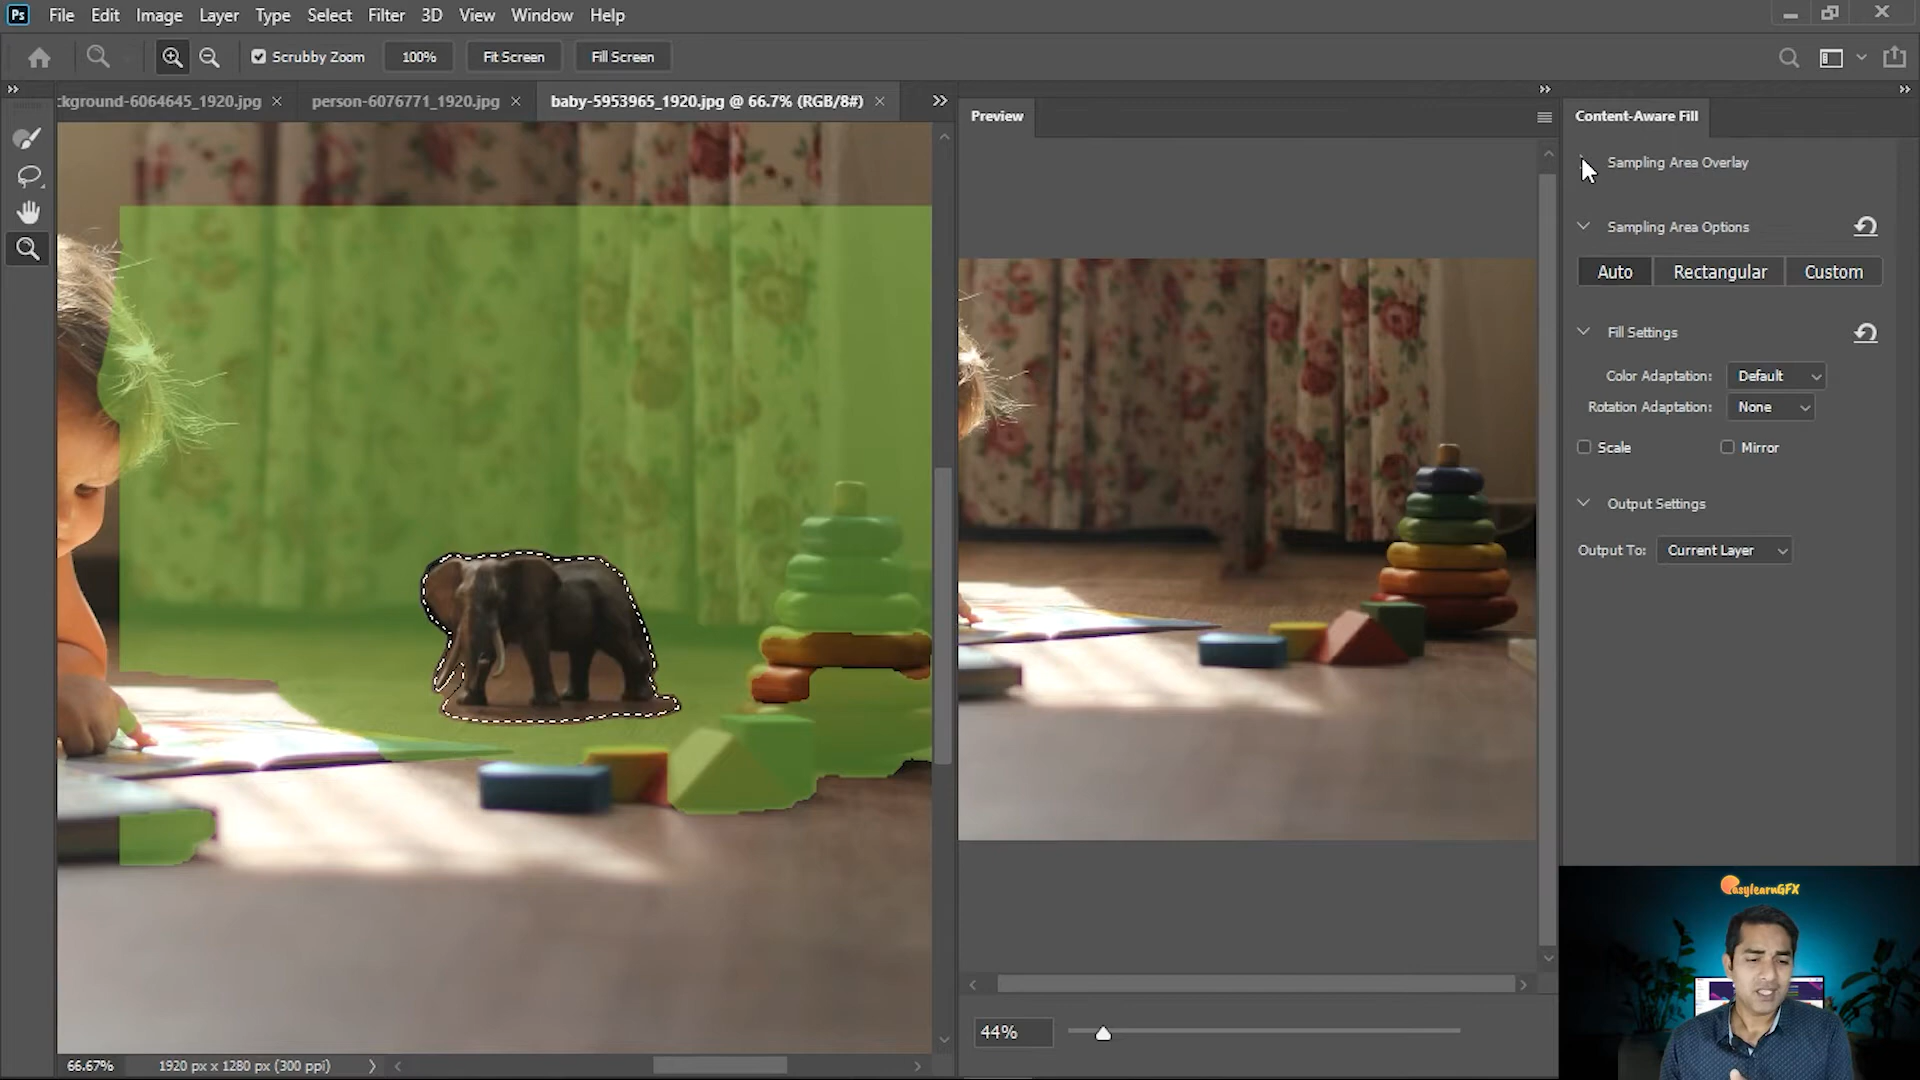 Ps File Edit Image Layer Type Select Filter 3D View Window Help
Scrubby Zoom 100% Fit Screen Fill Screen
ckground-6064645_1920.jpg × person-6076771_1920.jpg × baby-5953965_1920.jpg @ 66.7% (RGB/8#) ×
Preview
Content-Aware Fill
Sampling Area Overlay
Sampling Area Options
Auto Rectangular Custom
Fill Settings
Color Adaptation: Default
Rotation Adaptation: None
Scale Mirror
Output Settings
Output To: Current Layer
44%
66.67% 1920 px x 1280 px (300 ppi)
easylearnGFX